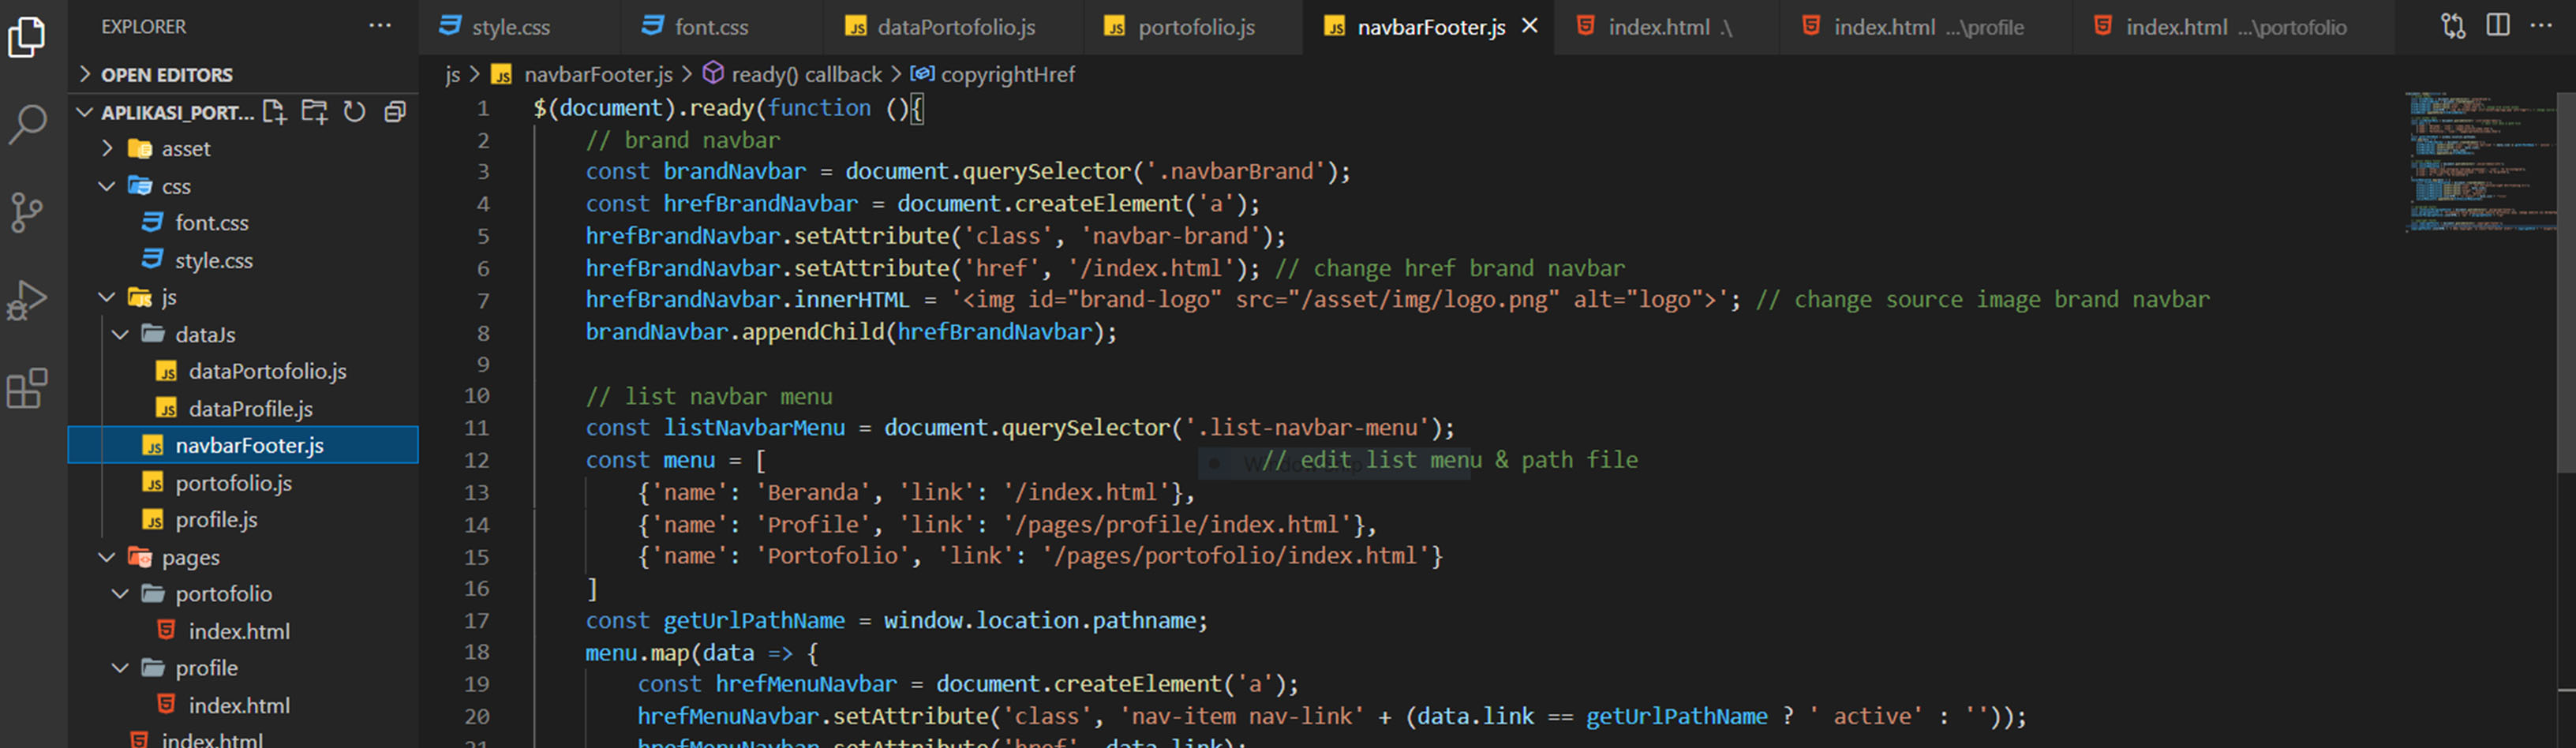 EXPLORER
OPEN EDITORS
APLIKASI_PORT...
asset
css
font.css
style.css
js
dataJs
dataPortofolio.js
dataProfile.js
navbarFooter.js
portofolio.js
profile.js
pages
portofolio
index.html
profile
index.html
index.html
style.css font.css dataPortofolio.js portofolio.js navbarFooter.js index.html .\ index.html ...\profile index.html ...\portofolio
js > navbarFooter.js > ready() callback > copyrightHref
1 $(document).ready(function (){
2 // brand navbar
3 const brandNavbar = document.querySelector('.navbarBrand');
4 const hrefBrandNavbar = document.createElement('a');
5 hrefBrandNavbar.setAttribute('class', 'navbar-brand');
6 hrefBrandNavbar.setAttribute('href', '/index.html'); // change href brand navbar
7 hrefBrandNavbar.innerHTML = '<img id="brand-logo" src="/asset/img/logo.png" alt="logo">'; // change source image brand navbar
8 brandNavbar.appendChild(hrefBrandNavbar);
9
10 // list navbar menu
11 const listNavbarMenu = document.querySelector('.list-navbar-menu');
12 const menu = [ // edit list menu & path file
13 {'name': 'Beranda', 'link': '/index.html'},
14 {'name': 'Profile', 'link': '/pages/profile/index.html'},
15 {'name': 'Portofolio', 'link': '/pages/portofolio/index.html'}
16 ]
17 const getUrlPathName = window.location.pathname;
18 menu.map(data => {
19 const hrefMenuNavbar = document.createElement('a');
20 hrefMenuNavbar.setAttribute('class', 'nav-item nav-link' + (data.link == getUrlPathName ? ' active' : ''));
21 hrefMenuNavbar.setAttribute('href', data.link);